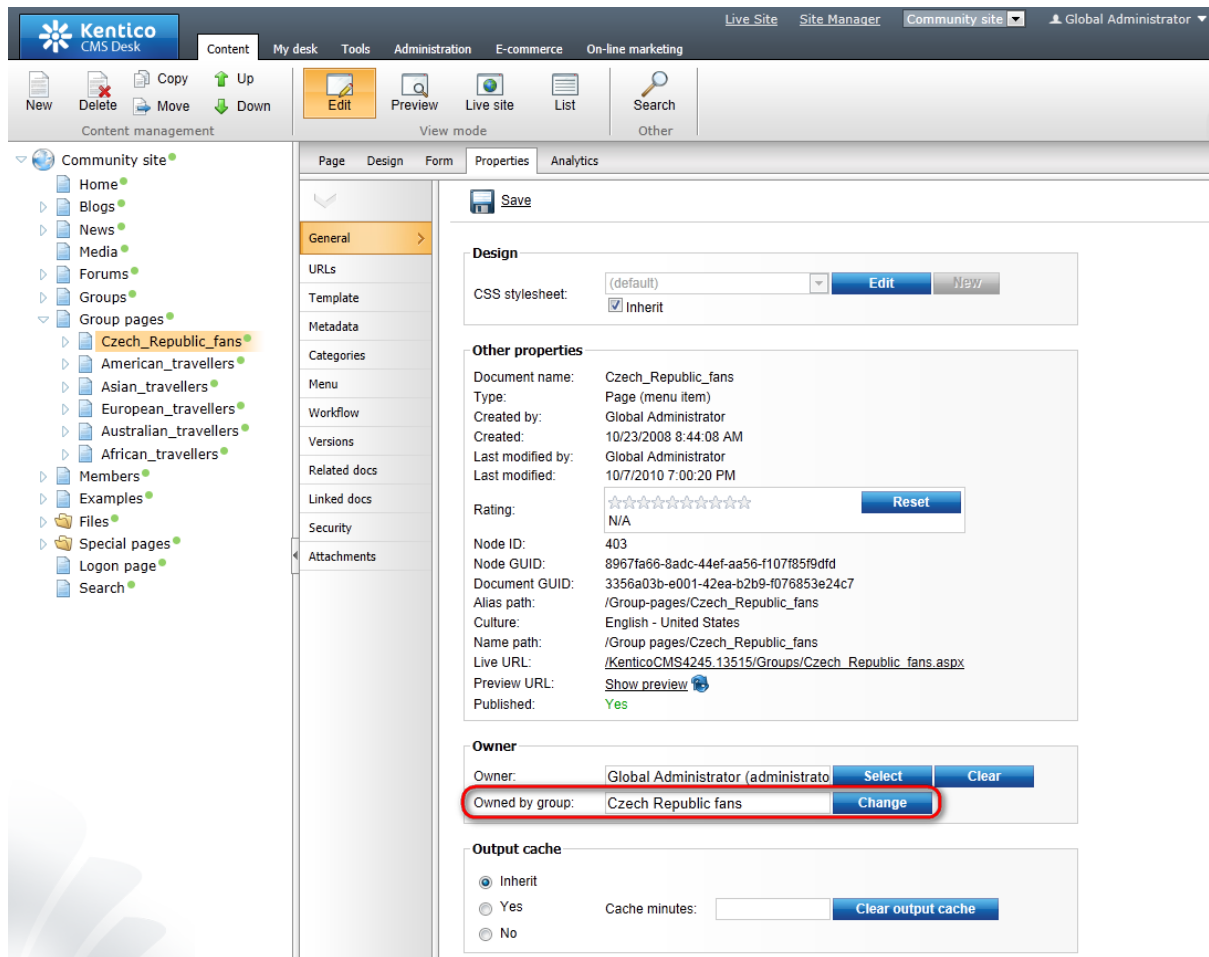 Live Site Site Manager Community site Global Administrator
Kentico
CMS Desk
Content My desk Tools Administration E-commerce On-line marketing
New Delete Copy Move Up Down
Content management
Edit Preview Live site List
View mode
Search
Other
Community site
Home
Blogs
News
Media
Forums
Groups
Group pages
Czech_Republic_fans
American_travellers
Asian_travellers
European_travellers
Australian_travellers
African_travellers
Members
Examples
Files
Special pages
Logon page
Search
Page Design Form Properties Analytics
General
URLs
Template
Metadata
Categories
Menu
Workflow
Versions
Related docs
Linked docs
Security
Attachments
Save
Design
CSS stylesheet: (default) Edit New
Inherit
Other properties
Document name: Czech_Republic_fans
Type: Page (menu item)
Created by: Global Administrator
Created: 10/23/2008 8:44:08 AM
Last modified by: Global Administrator
Last modified: 10/7/2010 7:00:20 PM
Rating: N/A Reset
Node ID: 403
Node GUID: 8967fa66-8adc-44ef-aa56-f107f85f9dfd
Document GUID: 3356a03b-e001-42ea-b2b9-f076853e24c7
Alias path: /Group-pages/Czech_Republic_fans
Culture: English - United States
Name path: /Group pages/Czech_Republic_fans
Live URL: /KenticoCMS4245.13515/Groups/Czech_Republic_fans.aspx
Preview URL: Show preview
Published: Yes
Owner
Owner: Global Administrator (administrato Select Clear
Owned by group: Czech Republic fans Change
Output cache
Inherit
Yes Cache minutes: Clear output cache
No